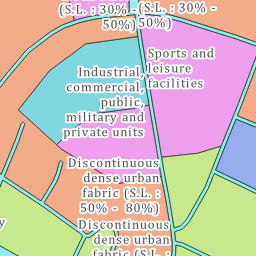 (S.L. : 30% -
50%)
(S.L. : 30% -
50%)
Sports and
leisure
facilities
Industrial,
commercial,
public,
military and
private units
Discontinuous
dense urban
fabric (S.L. :
50% - 80%)
Discontinuous
dense urban
fabric (S.L. :
y